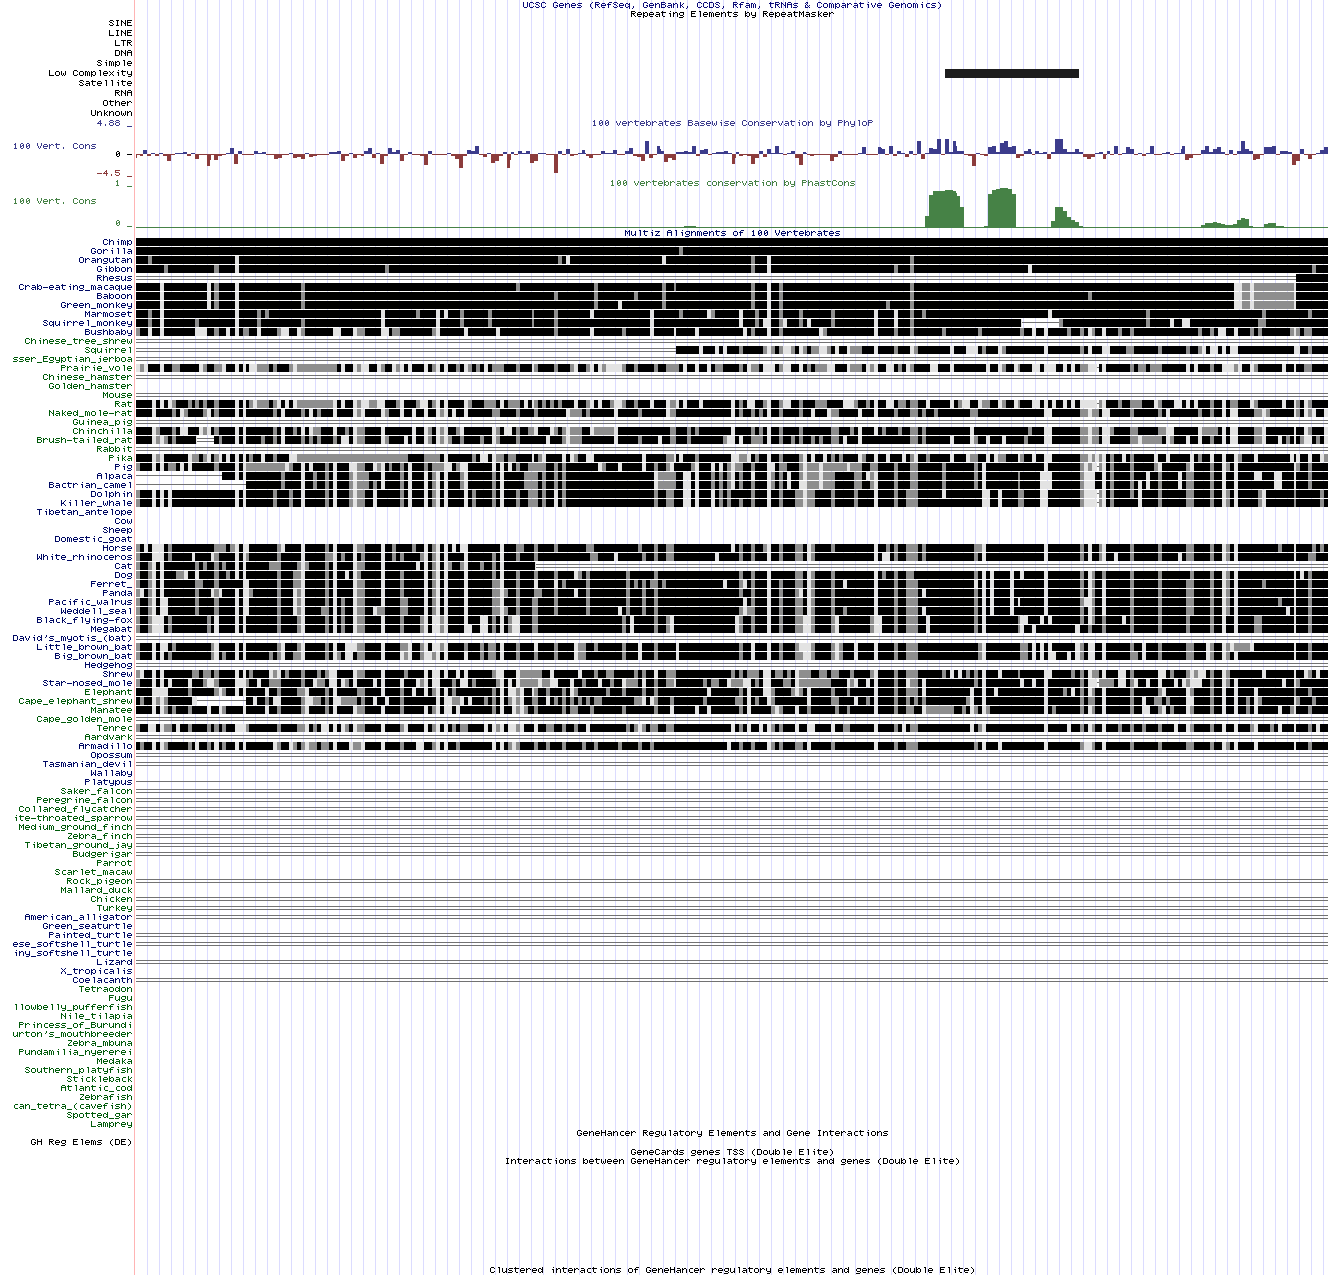 UCSC Genes (RefSeq, GenBank, CCDS, Rfam, tRNAs & Comparative Genomics)
Repeating Elements by RepeatMasker
SINE
LINE
LTR
DNA
Simple
Low Complexity
Satellite
RNA
Other
Unknown
4.88 _
100 vertebrates Basewise Conservation by PhyloP
100 Vert. Cons
0 _
-4.5 _
100 vertebrates conservation by PhastCons
1 _
100 Vert. Cons
0 _
Multiz Alignments of 100 Vertebrates
Chimp
Gorilla
Orangutan
Gibbon
Rhesus
Crab-eating_macaque
Baboon
Green_monkey
Marmoset
Squirrel_monkey
Bushbaby
Chinese_tree_shrew
Squirrel
sser_Egyptian_jerboa
Prairie_vole
Chinese_hamster
Golden_hamster
Mouse
Rat
Naked_mole-rat
Guinea_pig
Chinchilla
Brush-tailed_rat
Rabbit
Pika
Pig
Alpaca
Bactrian_camel
Dolphin
Killer_whale
Tibetan_antelope
Cow
Sheep
Domestic_goat
Horse
White_rhinoceros
Cat
Dog
Ferret_
Panda
Pacific_walrus
Weddell_seal
Black_flying-fox
Megabat
David's_myotis_(bat)
Little_brown_bat
Big_brown_bat
Hedgehog
Shrew
Star-nosed_mole
Elephant
Cape_elephant_shrew
Manatee
Cape_golden_mole
Tenrec
Aardvark
Armadillo
Opossum
Tasmanian_devil
Wallaby
Platypus
Saker_falcon
Peregrine_falcon
Collared_flycatcher
ite-throated_sparrow
Medium_ground_finch
Zebra_finch
Tibetan_ground_jay
Budgerigar
Parrot
Scarlet_macaw
Rock_pigeon
Mallard_duck
Chicken
Turkey
American_alligator
Green_seaturtle
Painted_turtle
ese_softshell_turtle
iny_softshell_turtle
Lizard
X_tropicalis
Coelacanth
Tetraodon
Fugu
llowbelly_pufferfish
Nile_tilapia
Princess_of_Burundi
urton's_mouthbreeder
Zebra_mbuna
Pundamilia_nyererei
Medaka
Southern_platyfish
Stickleback
Atlantic_cod
Zebrafish
can_tetra_(cavefish)
Spotted_gar
Lamprey
GeneHancer Regulatory Elements and Gene Interactions
GH Reg Elems (DE)
GeneCards genes TSS (Double Elite)
Interactions between GeneHancer regulatory elements and genes (Double Elite)
Clustered interactions of GeneHancer regulatory elements and genes (Double Elite)